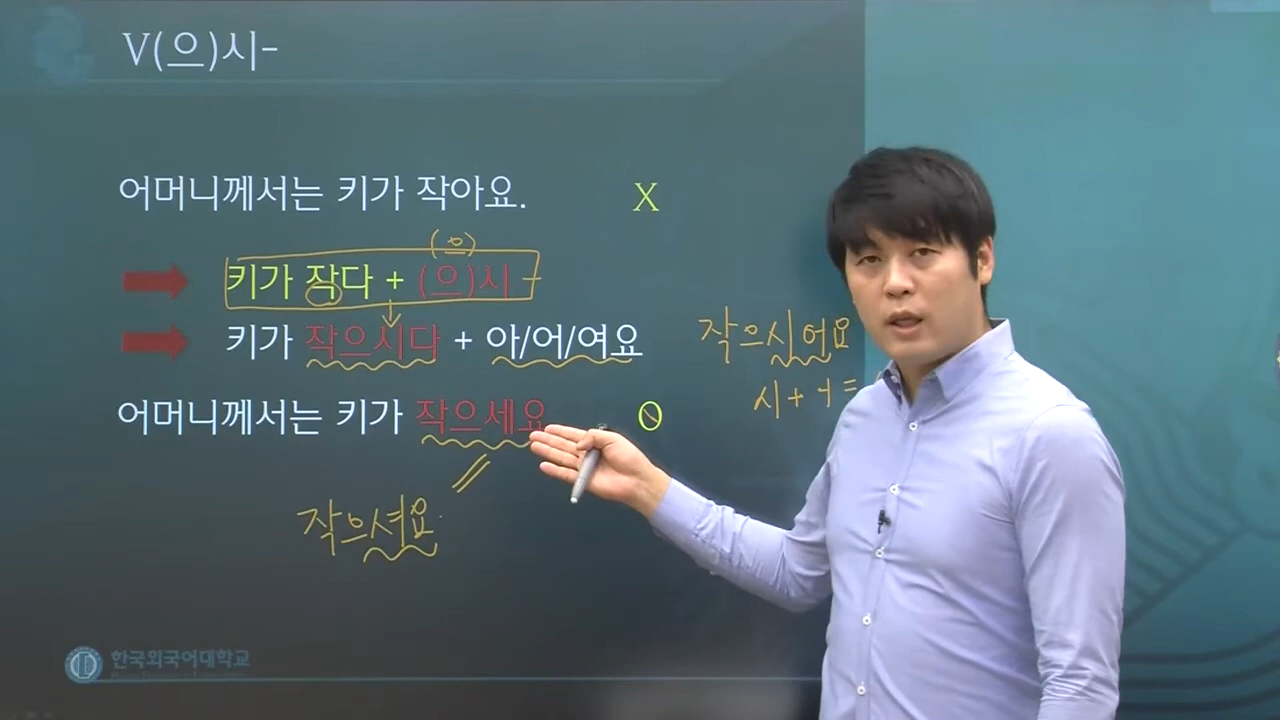 V(으)시-
어머니께서는 키가 작아요. X
(으)
키가 작다 + (으)시 -
키가 작으시다 + 아/어/여요
작으시어요
시+ㅓ=
어머니께서는 키가 작으세요 O
작으셔요
한국외국어대학교